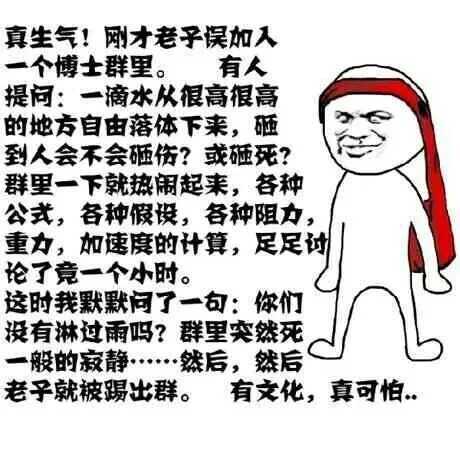 真生气！刚才老子误加入
一个博士群里。 有人
提问：一滴水从很高很高
的地方自由落体下来，砸
到人会不会砸伤？或砸死？
群里一下就热闹起来，各种
公式，各种假设，各种阻力，
重力，加速度的计算，足足讨
论了竟一个小时。
这时我默默问了一句：你们
没有淋过雨吗？群里突然死
一般的寂静……然后，然后
老子就被踢出群。 有文化，真可怕..